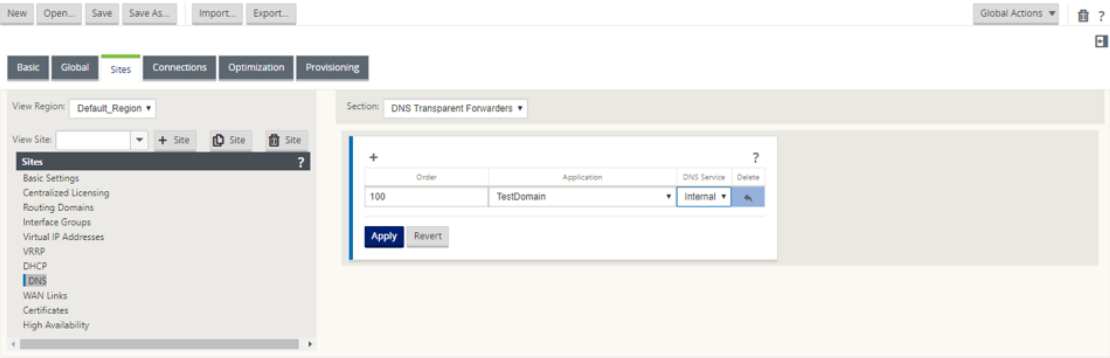 New Open... Save Save As... Import... Export... Global Actions ?
Basic Global Sites Connections Optimization Provisioning
View Region: Default_Region
Section: DNS Transparent Forwarders
View Site: + Site Site Site
Sites ?
Basic Settings
Centralized Licensing
Routing Domains
Interface Groups
Virtual IP Addresses
VRRP
DHCP
DNS
WAN Links
Certificates
High Availability
+ ?
Order Application DNS Service Delete
100 TestDomain Internal
Apply Revert